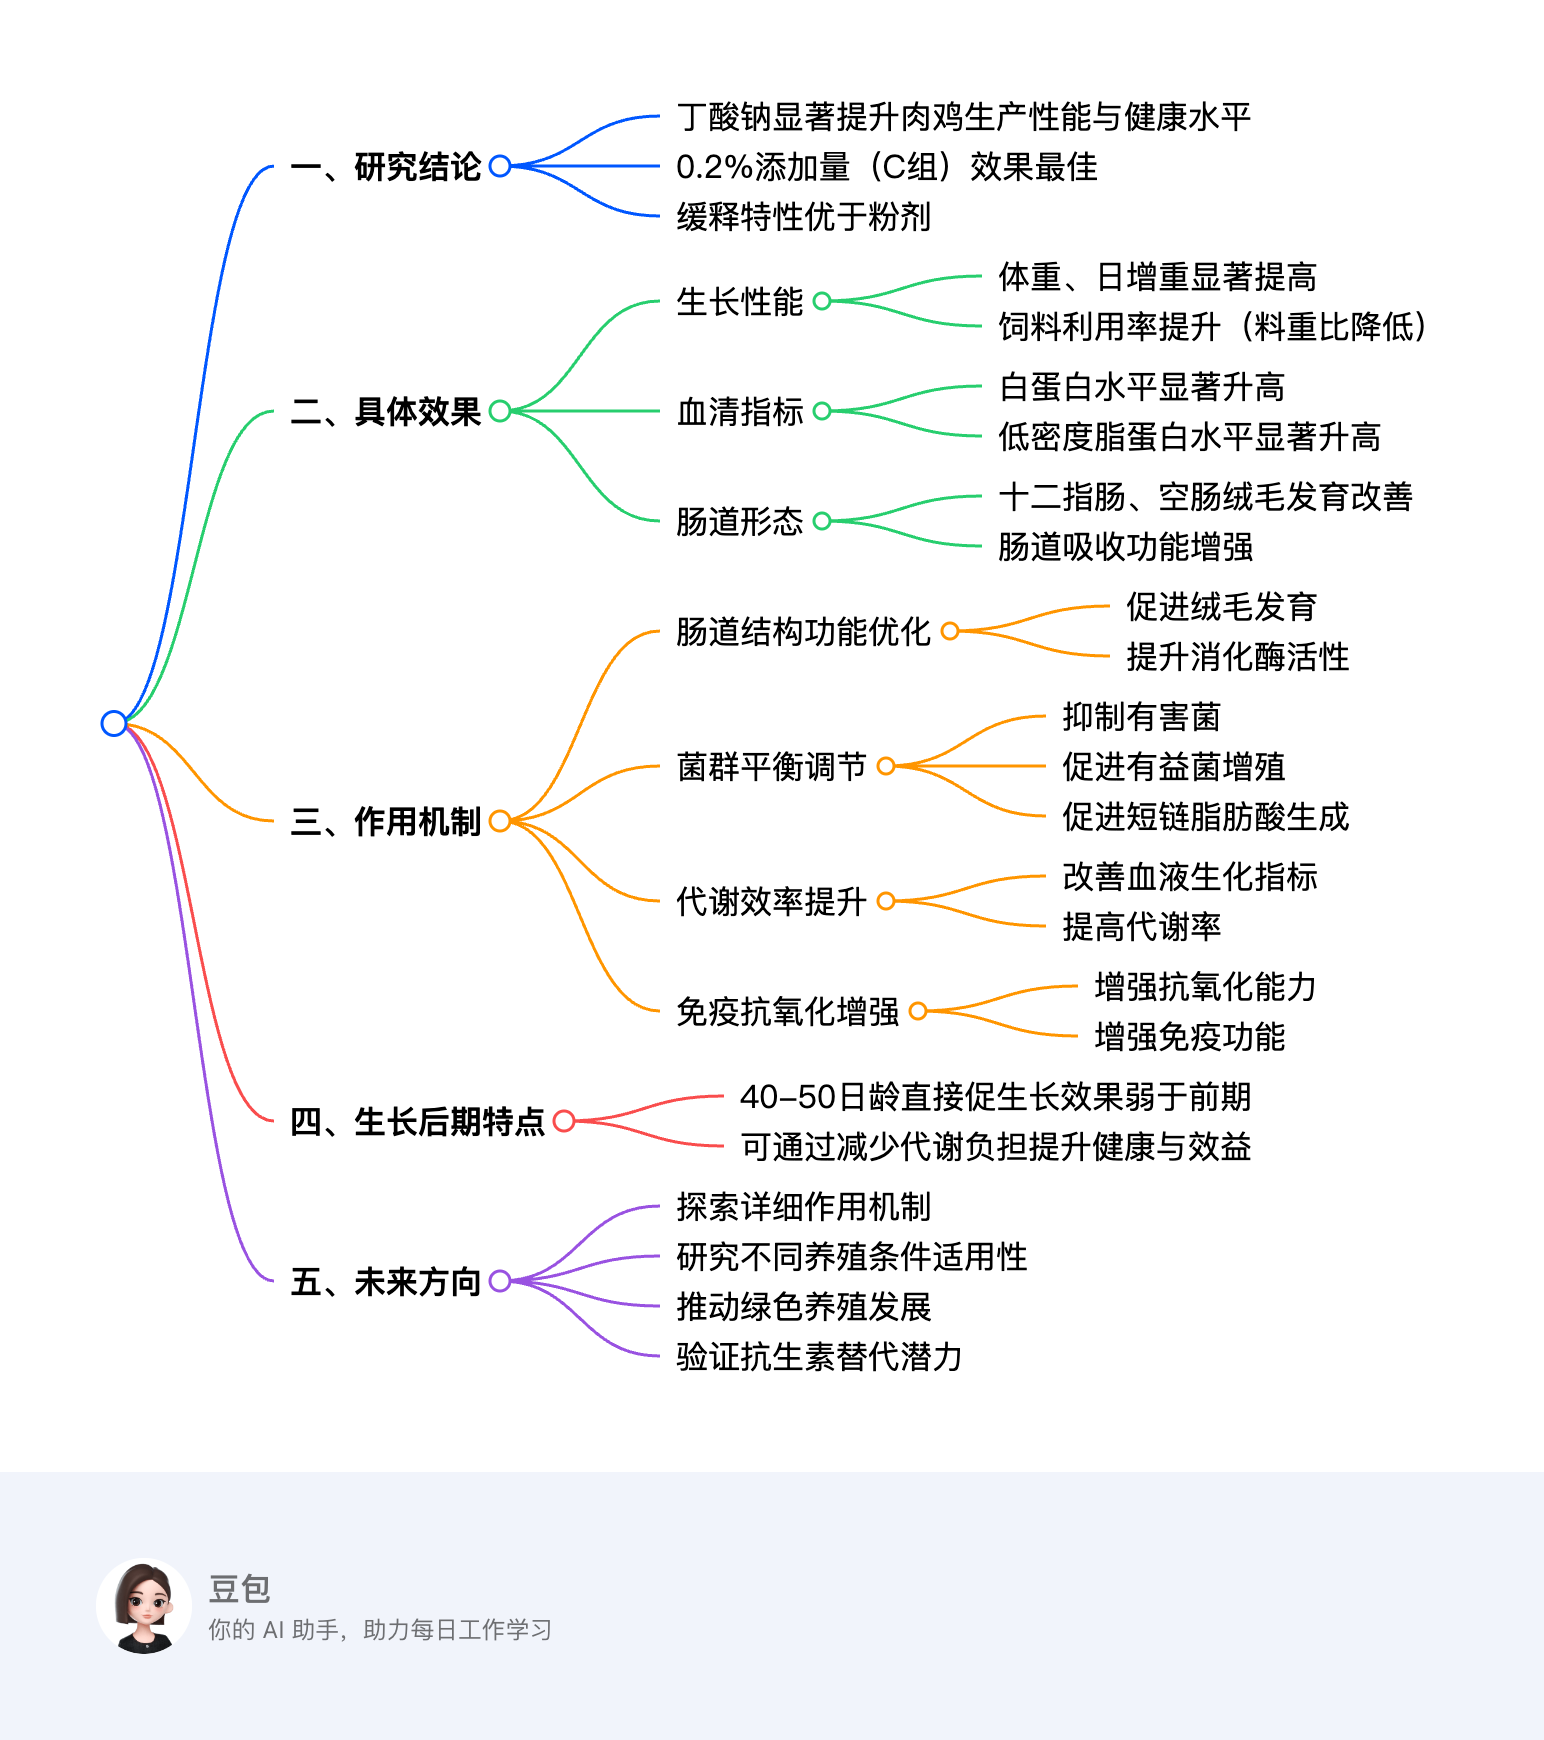 一、研究结论
丁酸钠显著提升肉鸡生产性能与健康水平
0.2%添加量（C组）效果最佳
缓释特性优于粉剂
二、具体效果
生长性能
体重、日增重显著提高
饲料利用率提升（料重比降低）
血清指标
白蛋白水平显著升高
低密度脂蛋白水平显著升高
肠道形态
十二指肠、空肠绒毛发育改善
肠道吸收功能增强
三、作用机制
肠道结构功能优化
促进绒毛发育
提升消化酶活性
菌群平衡调节
抑制有害菌
促进有益菌增殖
促进短链脂肪酸生成
代谢效率提升
改善血液生化指标
提高代谢率
免疫抗氧化增强
增强抗氧化能力
增强免疫功能
四、生长后期特点
40–50日龄直接促生长效果弱于前期
可通过减少代谢负担提升健康与效益
五、未来方向
探索详细作用机制
研究不同养殖条件适用性
推动绿色养殖发展
验证抗生素替代潜力
豆包
你的 AI 助手，助力每日工作学习